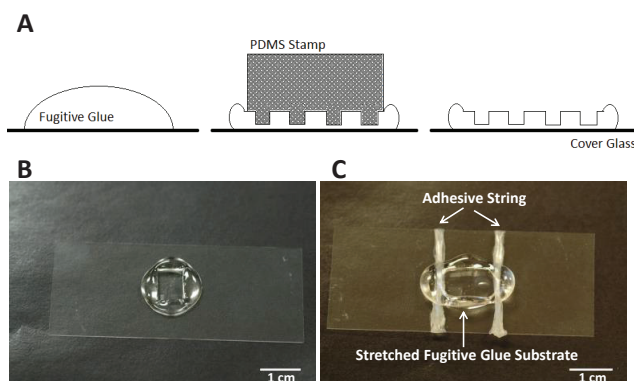 A
PDMS Stamp
Fugitive Glue
Cover Glass
B
C
Adhesive String
Stretched Fugitive Glue Substrate
1 cm
1 cm